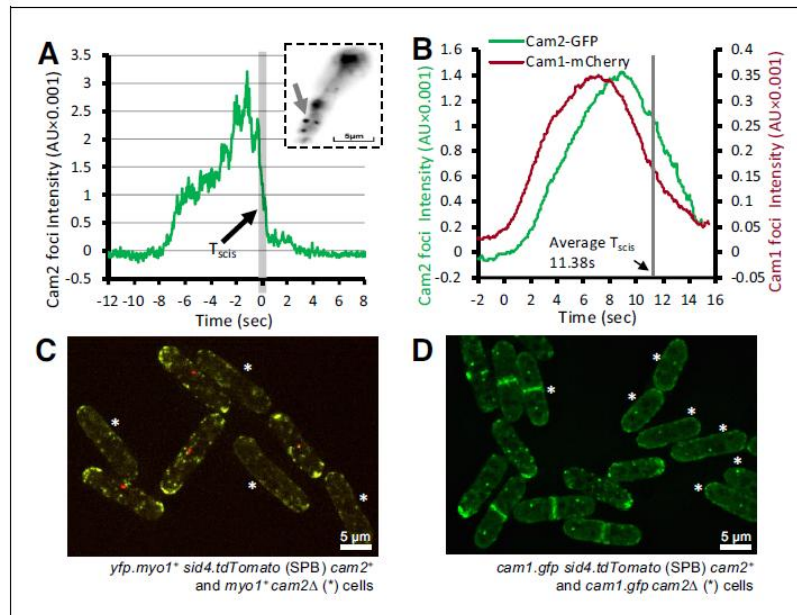 A
Cam2 foci Intensity (AU×0.001)
3.5
3
2.5
2
1.5
1
0.5
0
-0.5
T_scis
5µm
-12 -10 -8 -6 -4 -2 0 2 4 6 8
Time (sec)
B
Cam2-GFP
Cam1-mCherry
Cam2 foci Intensity (AU×0.001)
1.6
1.4
1.2
1
0.8
0.6
0.4
0.2
0
-0.2
0.4
0.35
0.3
0.25
0.2
0.15
0.1
0.05
0
-0.05
Cam1 foci Intensity (AU×0.001)
Average T_scis
11.38s
-2 0 2 4 6 8 10 12 14 16
Time (sec)
C
* * * *
5 µm
yfp.myo1⁺ sid4.tdTomato (SPB) cam2⁺
and myo1⁺ cam2Δ (*) cells
D
* * * * * * *
5 µm
cam1.gfp sid4.tdTomato (SPB) cam2⁺
and cam1.gfp cam2Δ (*) cells